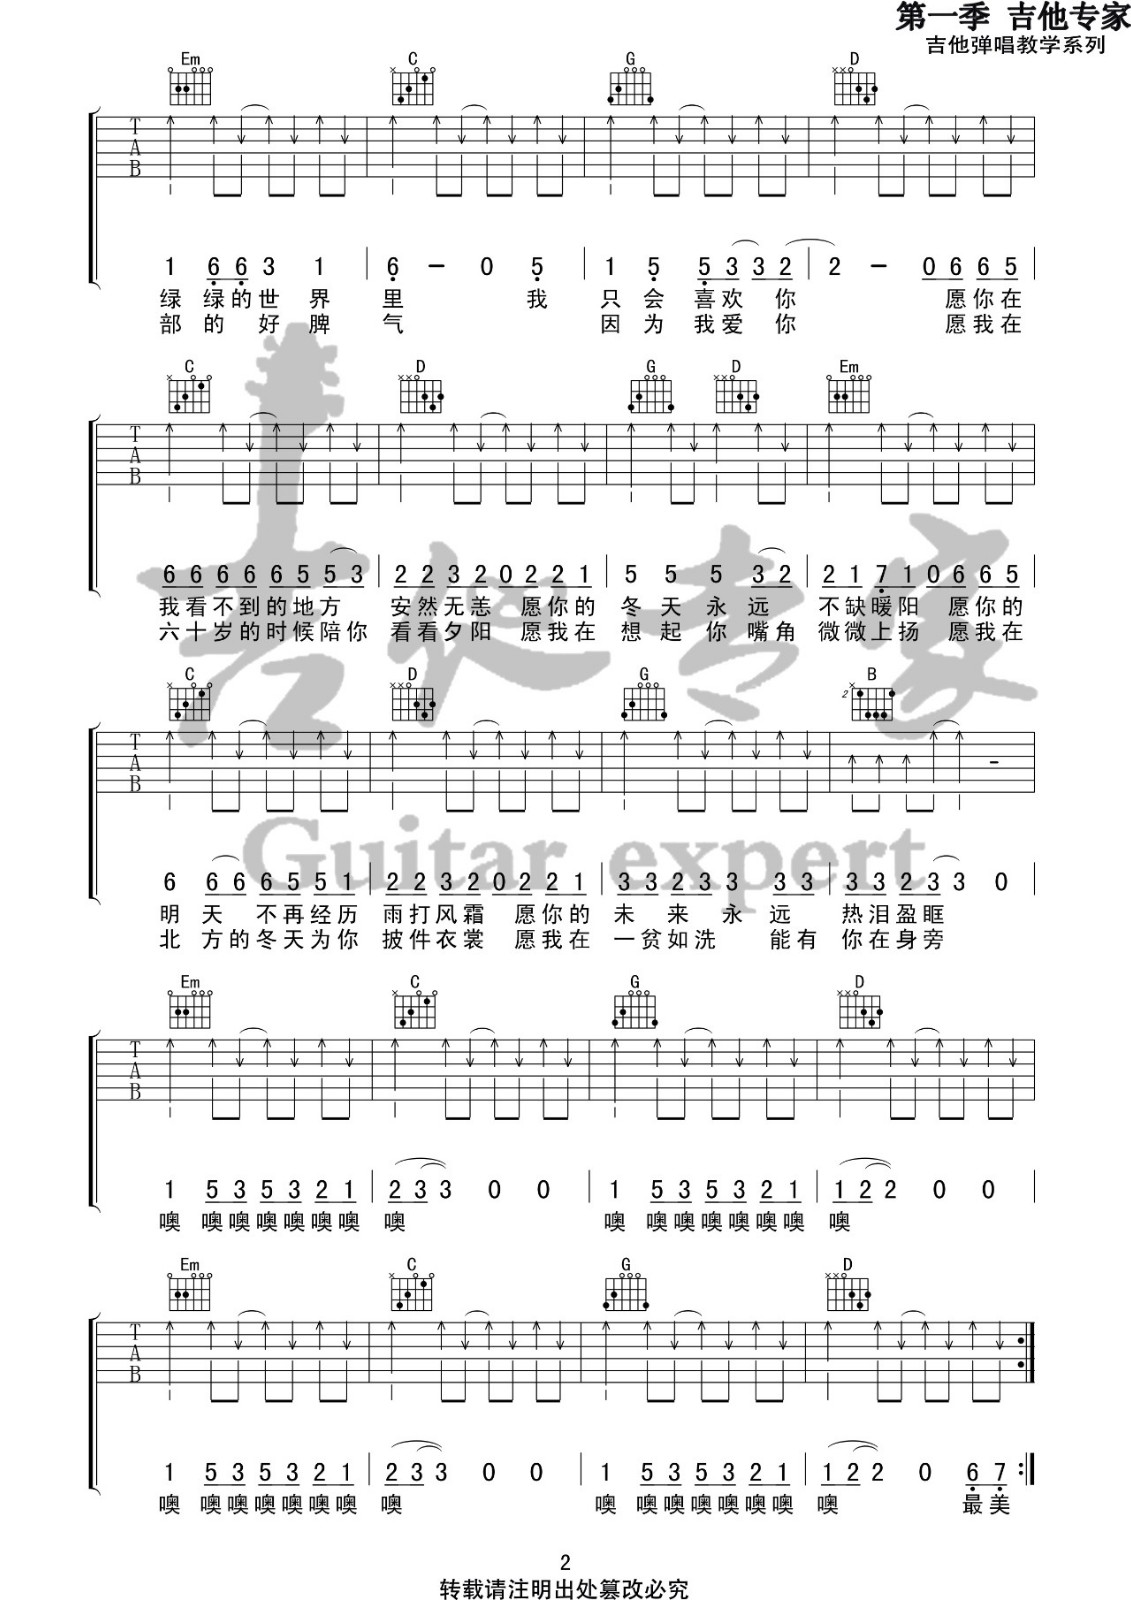 第一季 吉他专家
吉他弹唱教学系列
Em C G D
T
A
B
1 6 6 3 1 | 6 – 0 5 | 1 5 5 3 3 2 | 2 – 0 6 6 5 |
绿 绿的世 界 里 我 只 会 喜欢 你 愿你在
部 的 好 脾 气 因 为 我爱 你 愿我在
C D G D Em
T
A
B
6 6 6 6 6 5 5 3 | 2 2 3 2 0 2 2 1 | 5 5 5 3 2 | 2 1 7 1 0 6 6 5 |
我看不到的地方 安然无恙 愿你的 冬 天 永 远 不缺暖阳 愿你的
六十岁的时候陪你 看看夕阳 愿我在 想 起 你 嘴角 微微上扬 愿我在
C D G B
2
T
A
B
6 6 6 6 5 5 1 | 2 2 3 2 0 2 2 1 | 3 3 2 3 3 3 3 | 3 3 2 3 3 0 |
明 天 不再经历 雨打风霜 愿你的 未 来 永 远 热泪盈眶
北 方的冬天为你 披件衣裳 愿我在 一贫如洗 能有 你在身旁
吉他专家
Guitar expert
Em C G D
T
A
B
1 5 3 5 3 2 1 | 2 3 3 0 0 | 1 5 3 5 3 2 1 | 1 2 2 0 0 |
噢 噢噢噢噢噢噢 噢 噢 噢噢噢噢噢噢 噢
Em C G D
T
A
B
1 5 3 5 3 2 1 | 2 3 3 0 0 | 1 5 3 5 3 2 1 | 1 2 2 0 6 7 :|
噢 噢噢噢噢噢噢 噢 噢 噢噢噢噢噢噢 噢 最美
2
转载请注明出处篡改必究